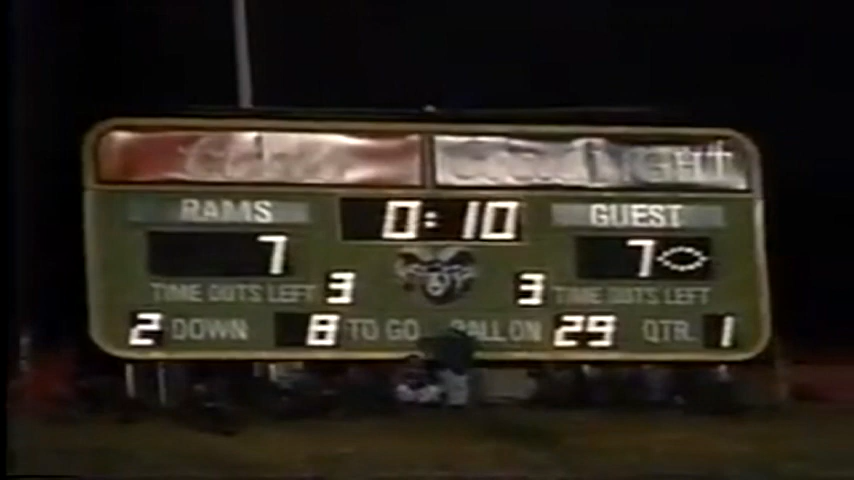 LIGHT
RAMS 0:10 GUEST
7 7
TIME OUTS LEFT 3 3 TIME OUTS LEFT
2 DOWN 8 TO GO BALL ON 29 QTR. 1